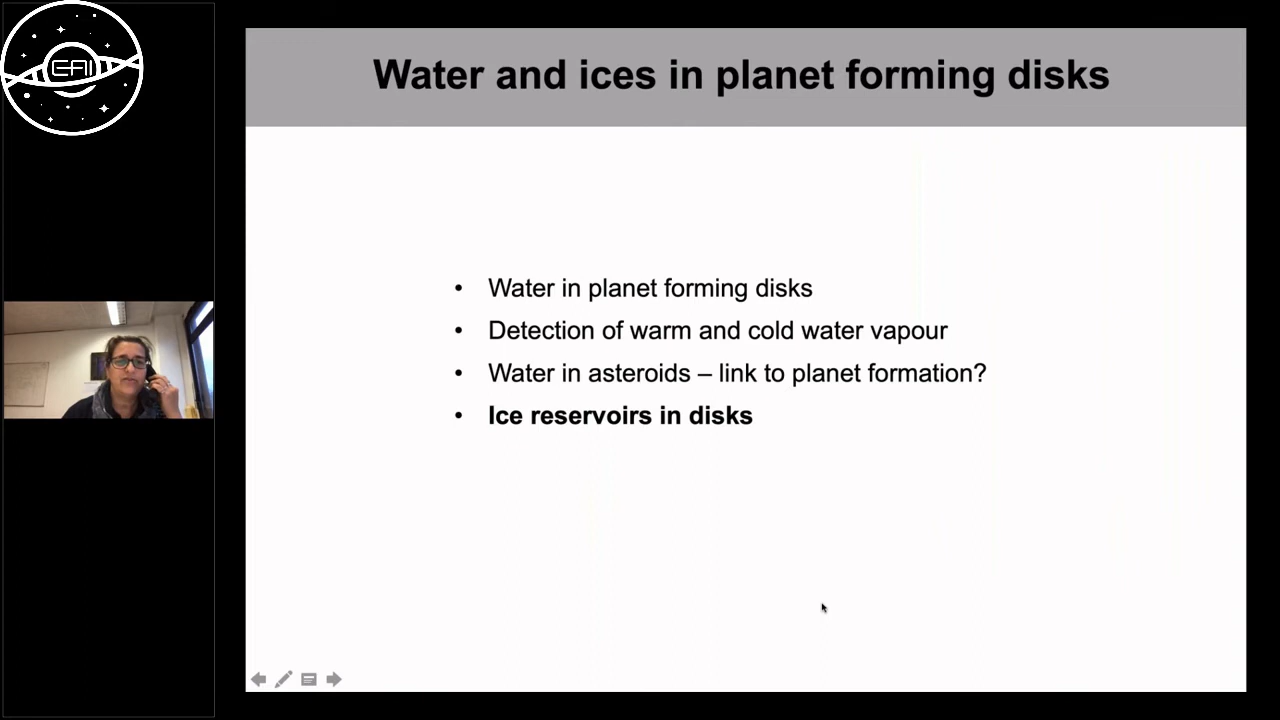 EAI
Water and ices in planet forming disks
• Water in planet forming disks
• Detection of warm and cold water vapour
• Water in asteroids – link to planet formation?
• Ice reservoirs in disks